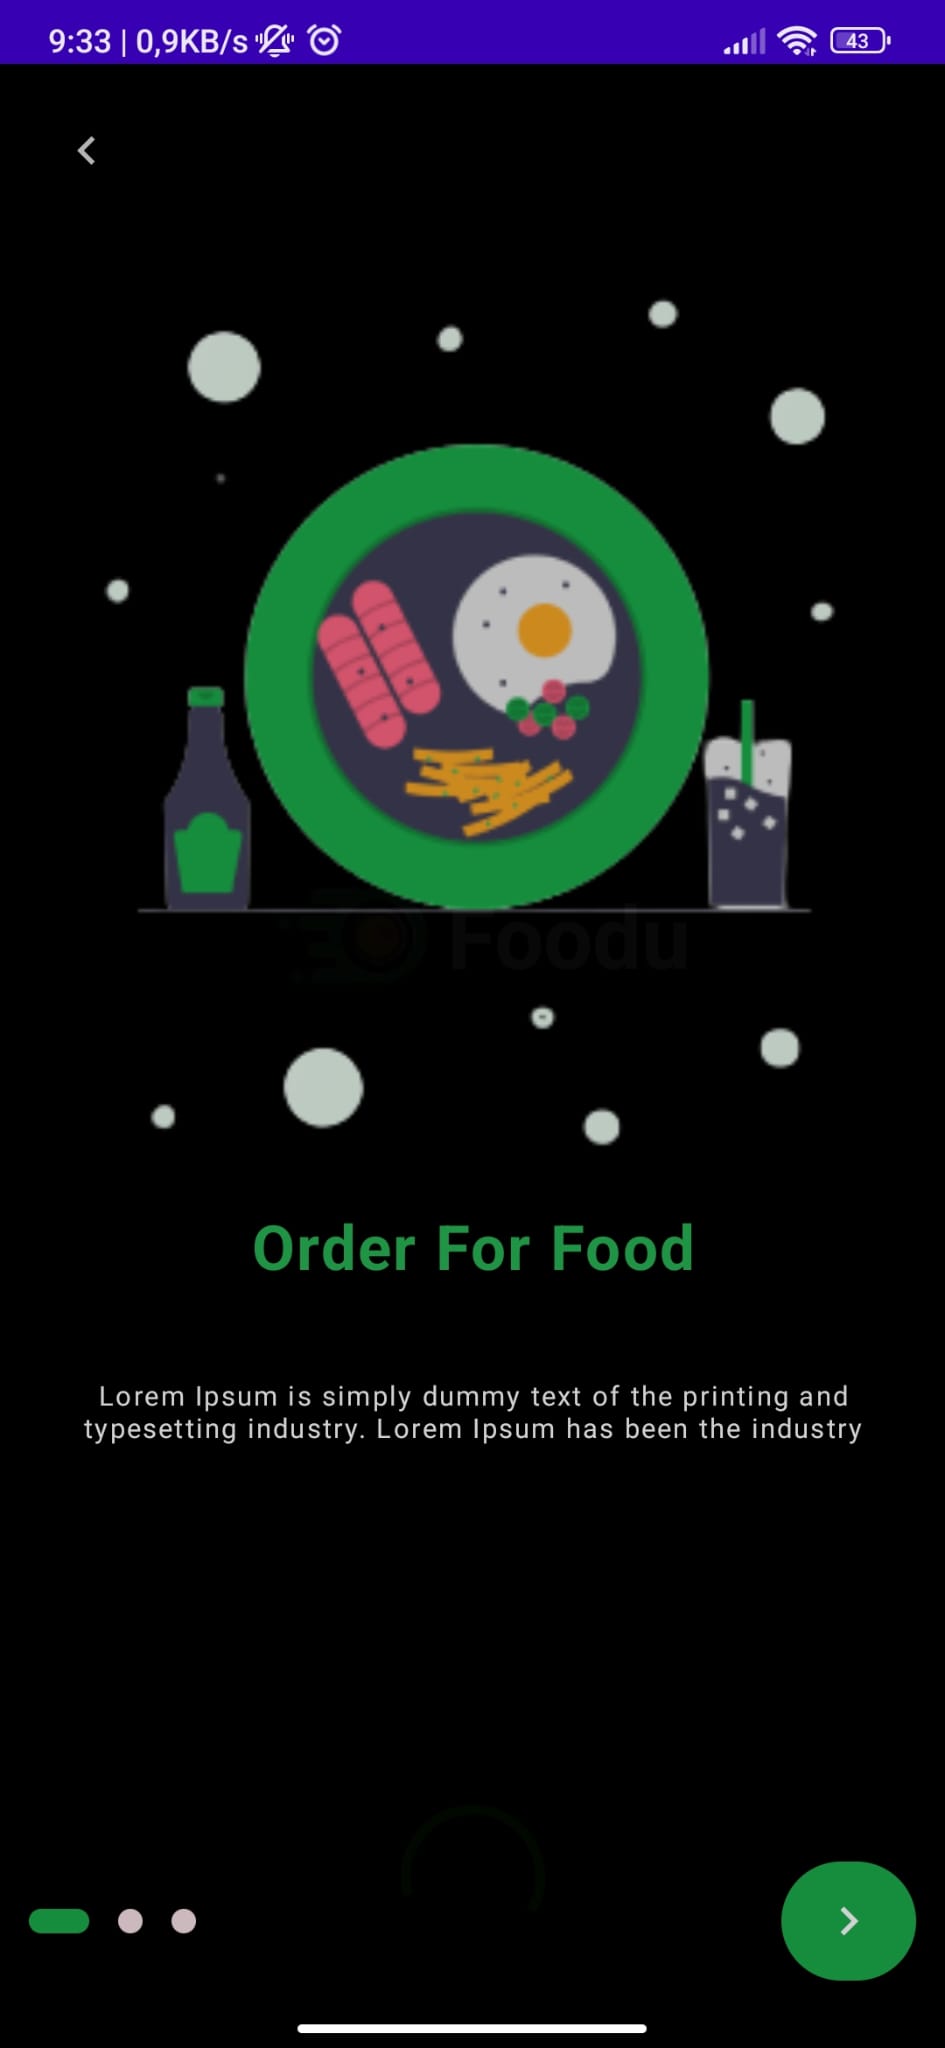 9:33 | 0,9KB/s
43
Foodu
Order For Food
Lorem Ipsum is simply dummy text of the printing and
typesetting industry. Lorem Ipsum has been the industry